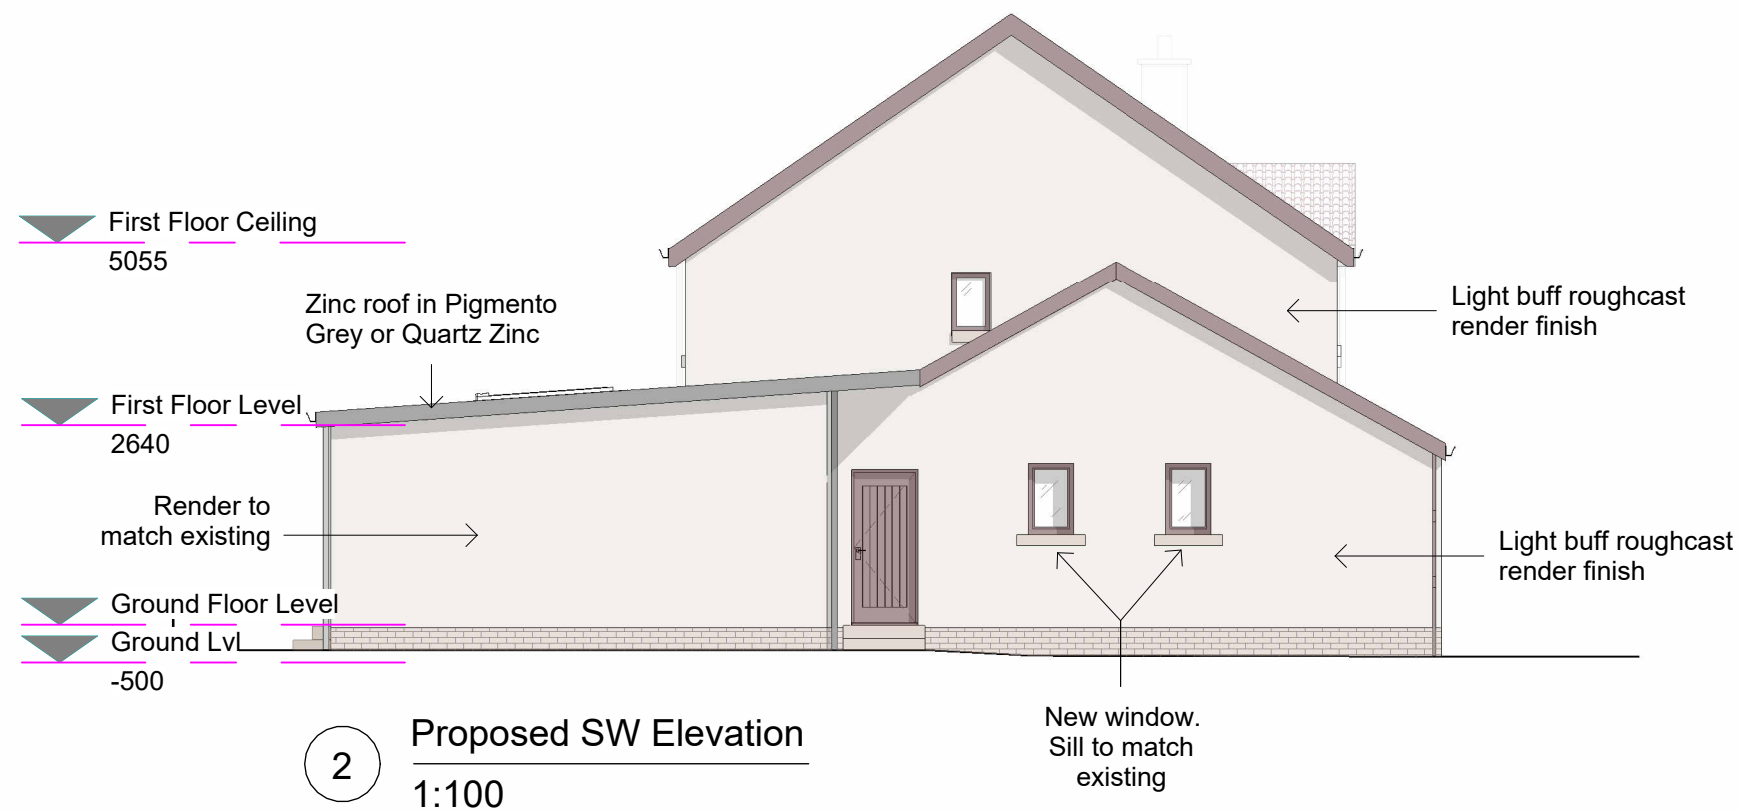 First Floor Ceiling
5055
Zinc roof in Pigmento
Grey or Quartz Zinc
Light buff roughcast
render finish
First Floor Level
2640
Render to
match existing
Light buff roughcast
render finish
Ground Floor Level
Ground Lvl
-500
New window.
Sill to match
existing
2
Proposed SW Elevation
1:100